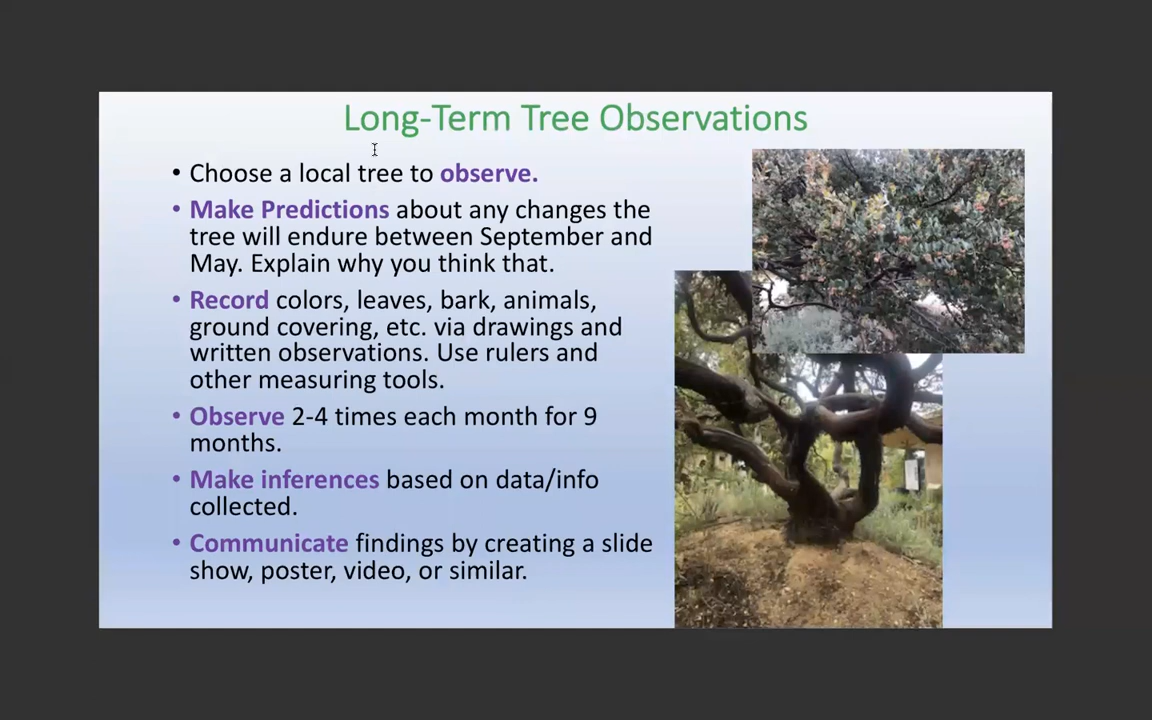 Long-Term Tree Observations
• Choose a local tree to observe.
• Make Predictions about any changes the
tree will endure between September and
May. Explain why you think that.
• Record colors, leaves, bark, animals,
ground covering, etc. via drawings and
written observations. Use rulers and
other measuring tools.
• Observe 2-4 times each month for 9
months.
• Make inferences based on data/info
collected.
• Communicate findings by creating a slide
show, poster, video, or similar.